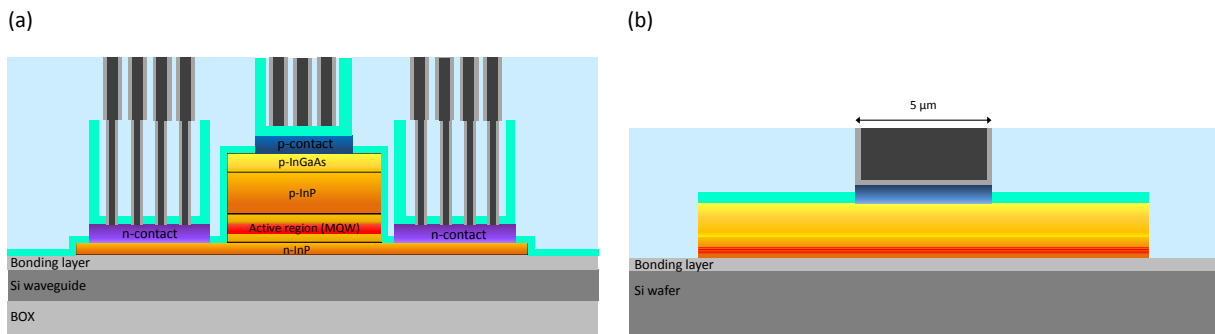 (a)
(b)
5 µm
p-contact
p-InGaAs
p-InP
Active region (MQW)
n-contact
n-contact
n-InP
Bonding layer
Si waveguide
BOX
Bonding layer
Si wafer